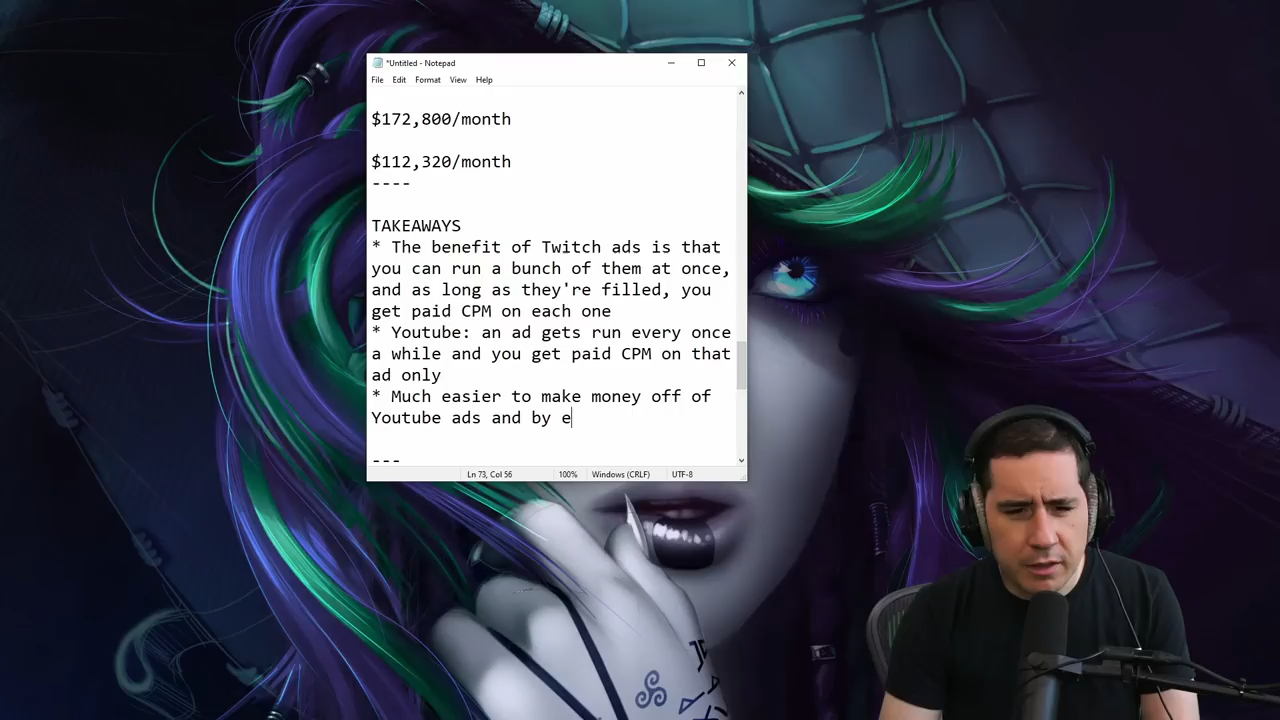 *Untitled - Notepad
File Edit Format View Help
$172,800/month
$112,320/month
----
TAKEAWAYS
* The benefit of Twitch ads is that
you can run a bunch of them at once,
and as long as they're filled, you
get paid CPM on each one
* Youtube: an ad gets run every once
a while and you get paid CPM on that
ad only
* Much easier to make money off of
Youtube ads and by e
---
Ln 73, Col 56 100% Windows (CRLF) UTF-8